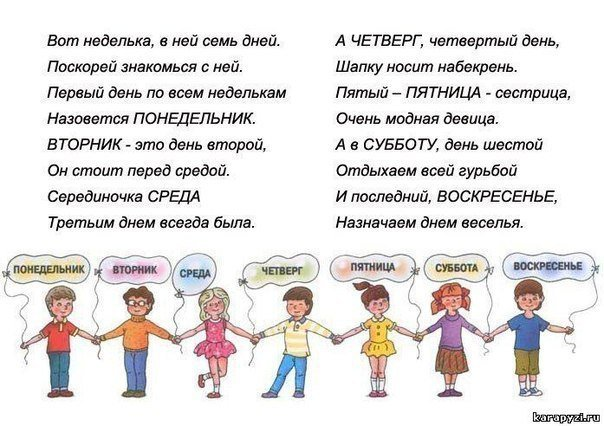 Вот неделька, в ней семь дней.
Поскорей знакомься с ней.
Первый день по всем неделькам
Назовется ПОНЕДЕЛЬНИК.
ВТОРНИК - это день второй,
Он стоит перед средой.
Серединочка СРЕДА
Третьим днем всегда была.
А ЧЕТВЕРГ, четвертый день,
Шапку носит набекрень.
Пятый – ПЯТНИЦА - сестрица,
Очень модная девица.
А в СУББОТУ, день шестой
Отдыхаем всей гурьбой
И последний, ВОСКРЕСЕНЬЕ,
Назначаем днем веселья.
ПОНЕДЕЛЬНИК
ВТОРНИК
СРЕДА
ЧЕТВЕРГ
ПЯТНИЦА
СУББОТА
ВОСКРЕСЕНЬЕ
karapyzi.ru